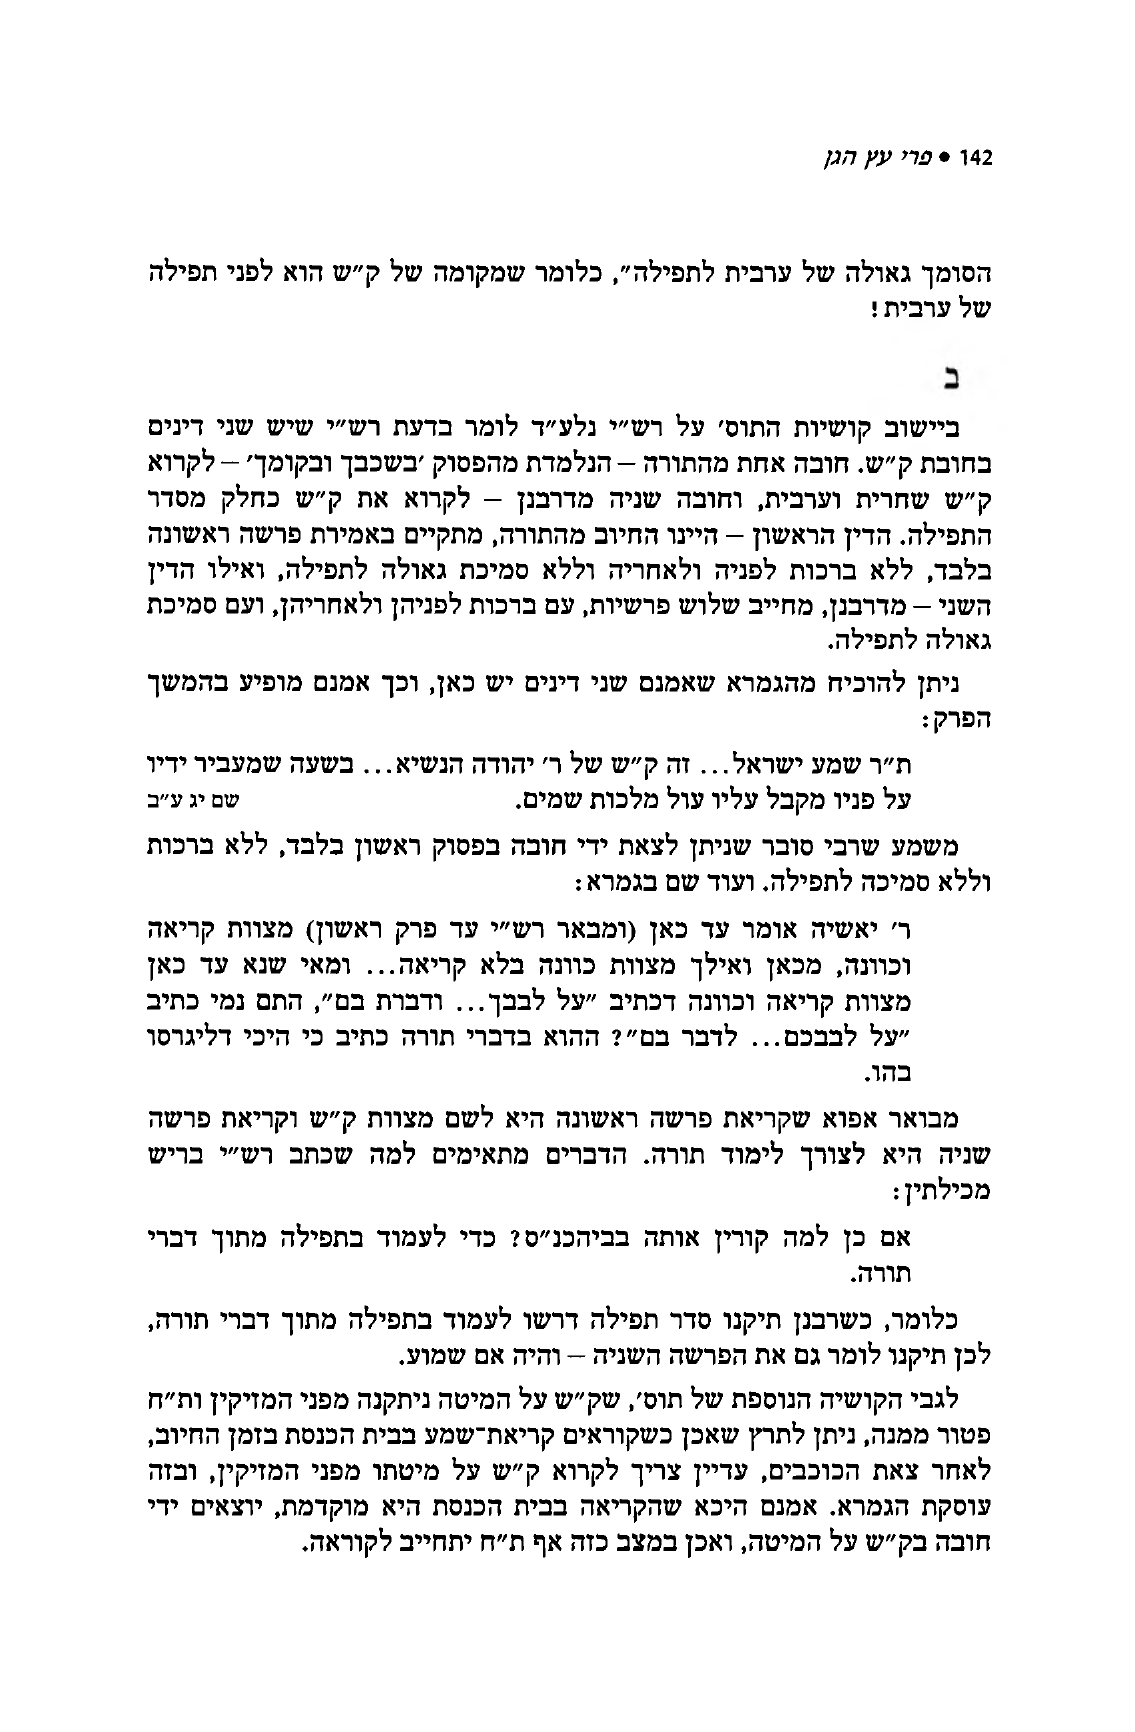 142 • פרי עץ הגן
הסומך גאולה של ערבית לתפילה״, כלומר שמקומה של ק״ש הוא לפני תפילה
של ערבית!
ב
ביישוב קושיות התוס׳ על רש״י נלע״ד לומר בדעת רש״י שיש שני דינים
בחובת ק״ש. חובה אחת מהתורה – הנלמדת מהפסוק ׳בשכבך ובקומך׳ – לקרוא
ק״ש שחרית וערבית, וחובה שניה מדרבנן – לקרוא את ק״ש כחלק מסדר
התפילה. הדין הראשון – היינו החיוב מהתורה, מתקיים באמירת פרשה ראשונה
בלבד, ללא ברכות לפניה ולאחריה וללא סמיכת גאולה לתפילה, ואילו הדין
השני – מדרבנן, מחייב שלוש פרשיות, עם ברכות לפניהן ולאחריהן, ועם סמיכת
גאולה לתפילה.
ניתן להוכיח מהגמרא שאמנם שני דינים יש כאן, וכך אמנם מופיע בהמשך
הפרק:
ת״ר שמע ישראל... זה ק״ש של ר׳ יהודה הנשיא... בשעה שמעביר ידיו
על פניו מקבל עליו עול מלכות שמים. שם יג ע״ב
משמע שרבי סובר שניתן לצאת ידי חובה בפסוק ראשון בלבד, ללא ברכות
וללא סמיכה לתפילה. ועוד שם בגמרא:
ר׳ יאשיה אומר עד כאן (ומבאר רש״י עד פרק ראשון) מצוות קריאה
וכוונה, מכאן ואילך מצוות כוונה בלא קריאה... ומאי שנא עד כאן
מצוות קריאה וכוונה דכתיב ״על לבבך... ודברת בם״, התם נמי כתיב
״על לבבכם... לדבר בם״? ההוא בדברי תורה כתיב כי היכי דליגרסו
בהו.
מבואר אפוא שקריאת פרשה ראשונה היא לשם מצוות ק״ש וקריאת פרשה
שניה היא לצורך לימוד תורה. הדברים מתאימים למה שכתב רש״י בריש
מכילתין:
אם כן למה קורין אותה בביהכנ״ס? כדי לעמוד בתפילה מתוך דברי
תורה.
כלומר, כשרבנן תיקנו סדר תפילה דרשו לעמוד בתפילה מתוך דברי תורה,
לכן תיקנו לומר גם את הפרשה השניה – והיה אם שמוע.
לגבי הקושיה הנוספת של תוס׳, שק״ש על המיטה ניתקנה מפני המזיקין ות״ח
פטור ממנה, ניתן לתרץ שאכן כשקוראים קריאת־שמע בבית הכנסת בזמן החיוב,
לאחר צאת הכוכבים, עדיין צריך לקרוא ק״ש על מיטתו מפני המזיקין, ובזה
עוסקת הגמרא. אמנם היכא שהקריאה בבית הכנסת היא מוקדמת, יוצאים ידי
חובה בק״ש על המיטה, ואכן במצב כזה אף ת״ח יתחייב לקוראה.